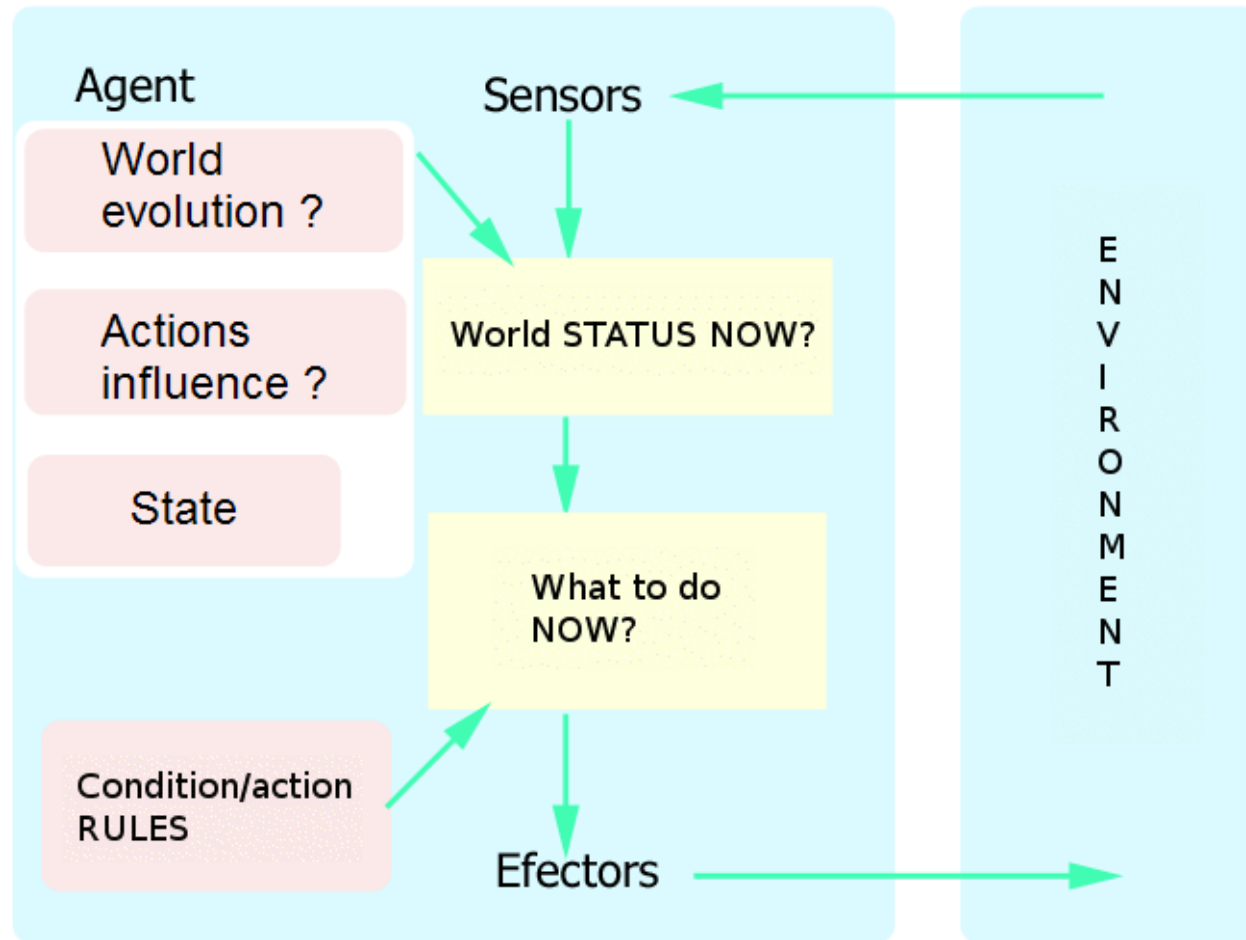 Agent
Sensors
World
evolution ?
Actions
influence ?
State
World STATUS NOW?
What to do
NOW?
Condition/action
RULES
Efectors
E
N
V
I
R
O
N
M
E
N
T